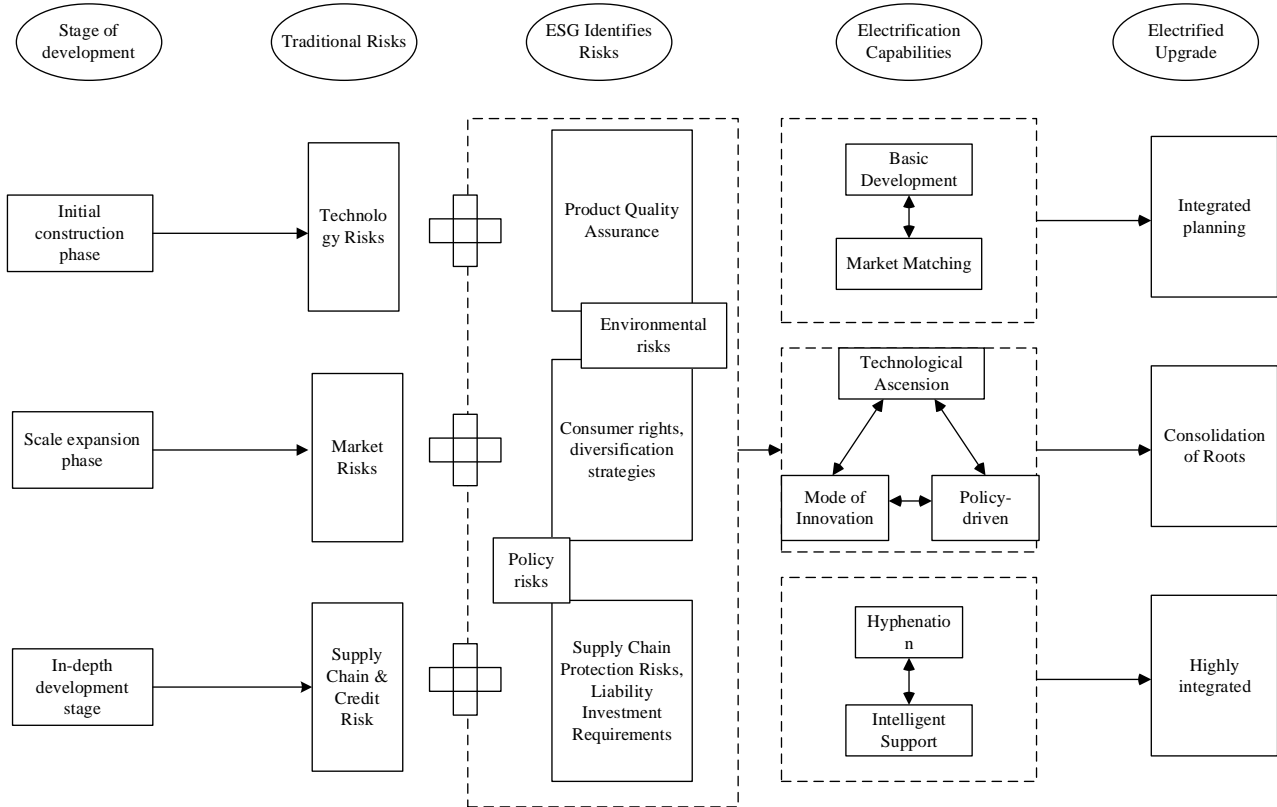 Stage of
development
Traditional Risks
ESG Identifies
Risks
Electrification
Capabilities
Electrified
Upgrade
Initial
construction
phase
Technolo
gy Risks
Product Quality
Assurance
Basic
Development
Market Matching
Integrated
planning
Environmental
risks
Scale expansion
phase
Market
Risks
Consumer rights,
diversification
strategies
Technological
Ascension
Mode of
Innovation
Policy-
driven
Consolidation
of Roots
Policy
risks
In-depth
development
stage
Supply
Chain &
Credit
Risk
Supply Chain
Protection Risks,
Liability
Investment
Requirements
Hyphenatio
n
Intelligent
Support
Highly
integrated